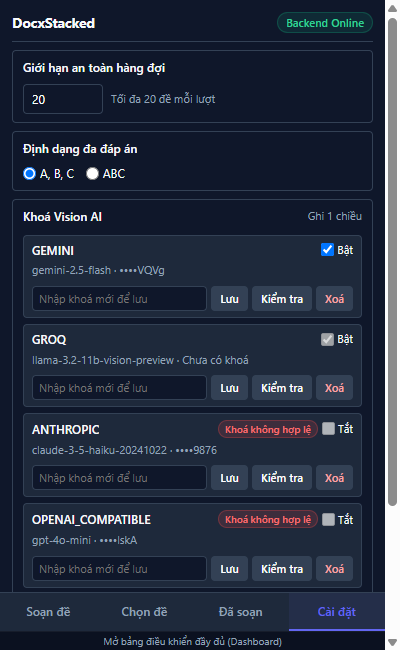 DocxStacked
Backend Online
Giới hạn an toàn hàng đợi
20 Tối đa 20 đề mỗi lượt
Định dạng đa đáp án
A, B, C ABC
Khoá Vision AI Ghi 1 chiều
GEMINI Bật
gemini-2.5-flash · ••••VQVg
Nhập khoá mới để lưu Lưu Kiểm tra Xoá
GROQ Bật
llama-3.2-11b-vision-preview · Chưa có khoá
Nhập khoá mới để lưu Lưu Kiểm tra Xoá
ANTHROPIC Khoá không hợp lệ Tắt
claude-3-5-haiku-20241022 · ••••9876
Nhập khoá mới để lưu Lưu Kiểm tra Xoá
OPENAI_COMPATIBLE Khoá không hợp lệ Tắt
gpt-4o-mini · ••••IskA
Nhập khoá mới để lưu Lưu Kiểm tra Xoá
Soạn đề Chọn đề Đã soạn Cài đặt
Mở bảng điều khiển đầy đủ (Dashboard)